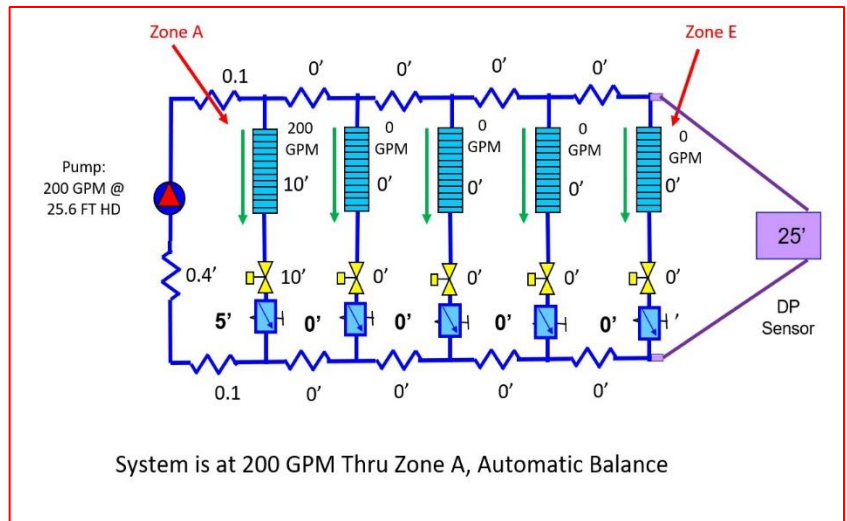 Zone A
Zone E
0.1
0’
0’
0’
0’
200
GPM
10’
0
GPM
0’
0
GPM
0’
0
GPM
0’
0
GPM
0’
Pump:
200 GPM @
25.6 FT HD
25’
DP
Sensor
0.4’
10’
0’
0’
0’
0’
5’
0’
0’
0’
0’
’
0.1
0’
0’
0’
0’
System is at 200 GPM Thru Zone A, Automatic Balance